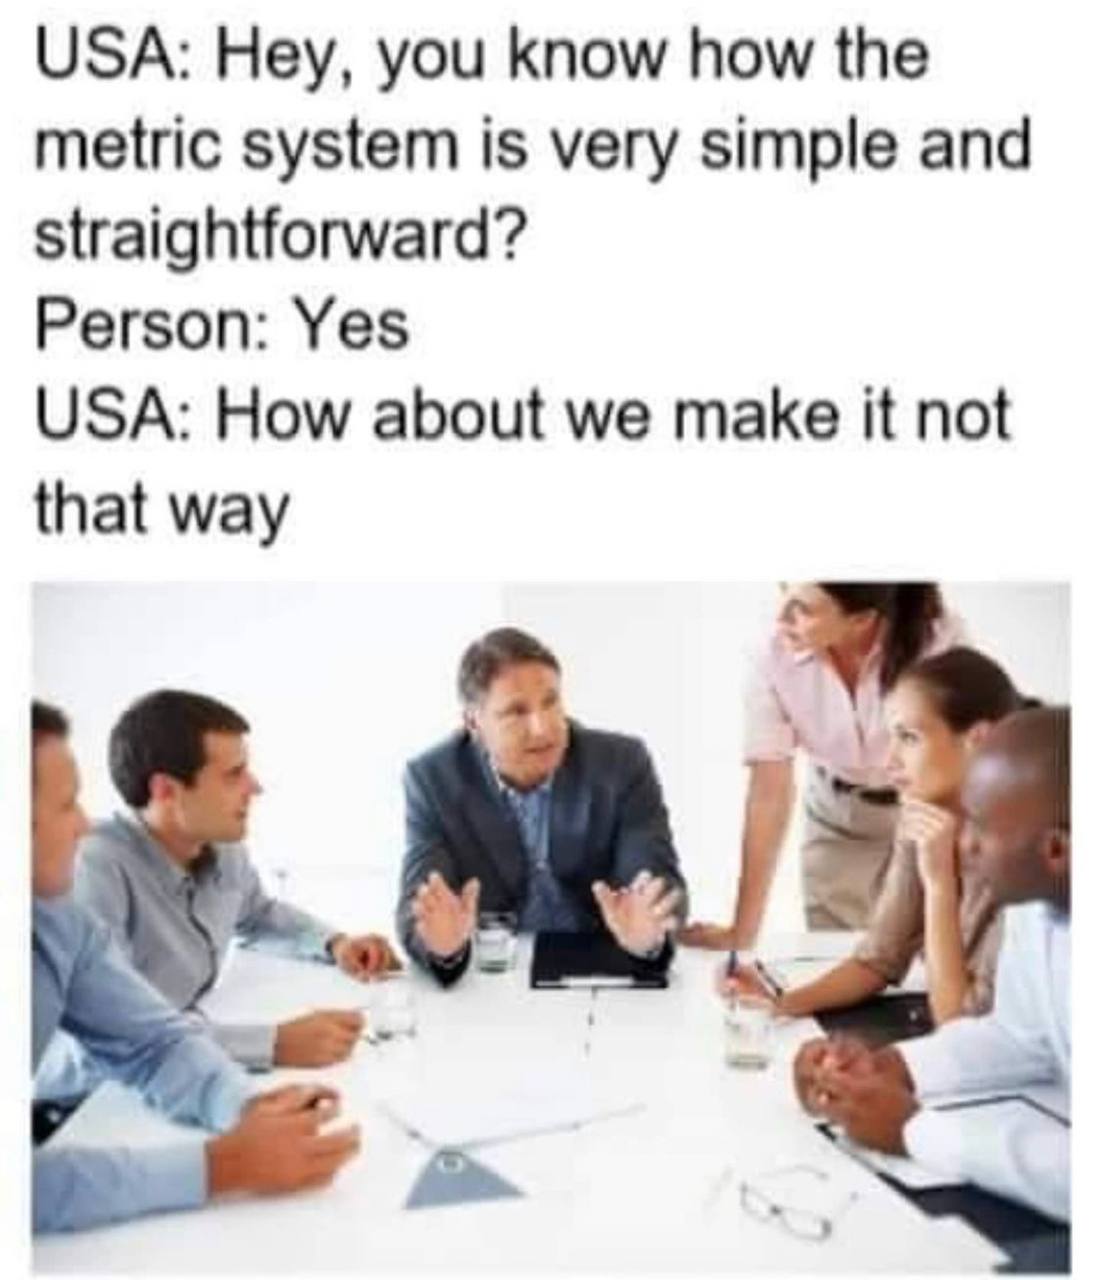 USA: Hey, you know how the
metric system is very simple and
straightforward?
Person: Yes
USA: How about we make it not
that way